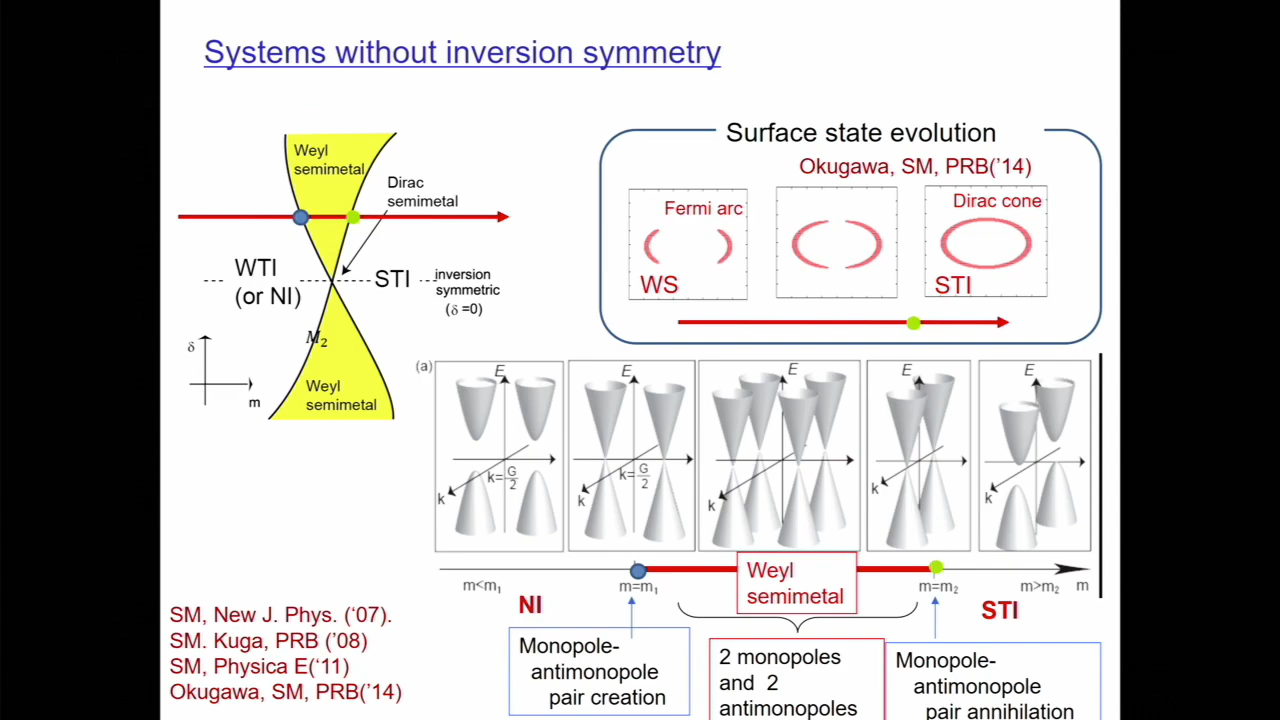 Systems without inversion symmetry
Weyl
semimetal
Dirac
semimetal
WTI
(or NI)
STI
inversion
symmetric
(δ =0)
M₂
δ
m
Weyl
semimetal
Surface state evolution
Okugawa, SM, PRB('14)
Fermi arc
WS
Dirac cone
STI
(a)
E
k=G/2
k
E
k=G/2
k
E
k
E
k
E
k
m<m₁
m=m₁
Weyl
semimetal
m=m₂
m>m₂
m
NI
STI
Monopole-
antimonopole
pair creation
2 monopoles
and 2
antimonopoles
Monopole-
antimonopole
pair annihilation
SM, New J. Phys. ('07).
SM. Kuga, PRB ('08)
SM, Physica E('11)
Okugawa, SM, PRB('14)